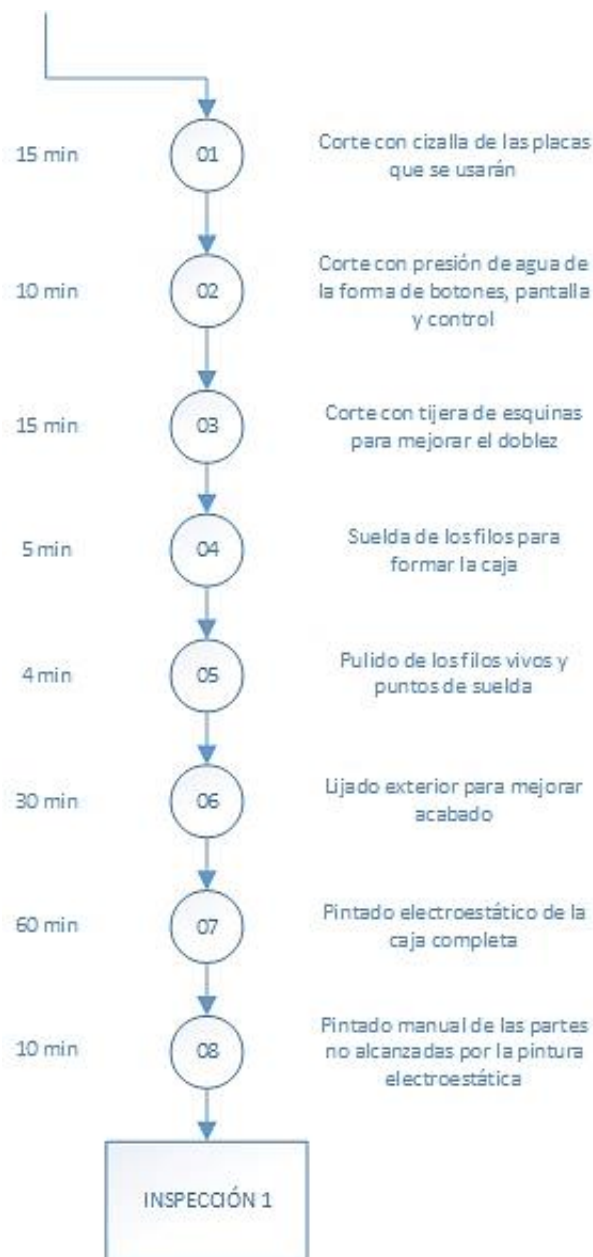 15 min
01
Corte con cizalla de las placas
que se usarán
10 min
02
Corte con presión de agua de
la forma de botones, pantalla
y control
15 min
03
Corte con tijera de esquinas
para mejorar el doblez
5 min
04
Suelda de los filos para
formar la caja
4 min
05
Pulido de los filos vivos y
puntos de suelda
30 min
06
Lijado exterior para mejorar
acabado
60 min
07
Pintado electroestático de la
caja completa
10 min
08
Pintado manual de las partes
no alcanzadas por la pintura
electroestática
INSPECCIÓN 1